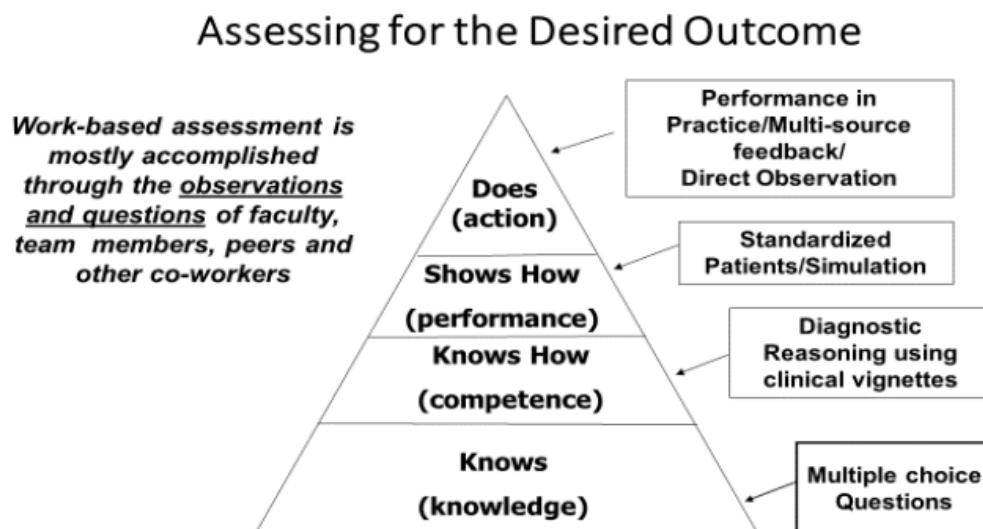 Assessing for the Desired Outcome
Work-based assessment is
mostly accomplished
through the observations
and questions of faculty,
team members, peers and
other co-workers
Does
(action)
Shows How
(performance)
Knows How
(competence)
Knows
(knowledge)
Performance in
Practice/Multi-source
feedback/
Direct Observation
Standardized
Patients/Simulation
Diagnostic
Reasoning using
clinical vignettes
Multiple choice
Questions